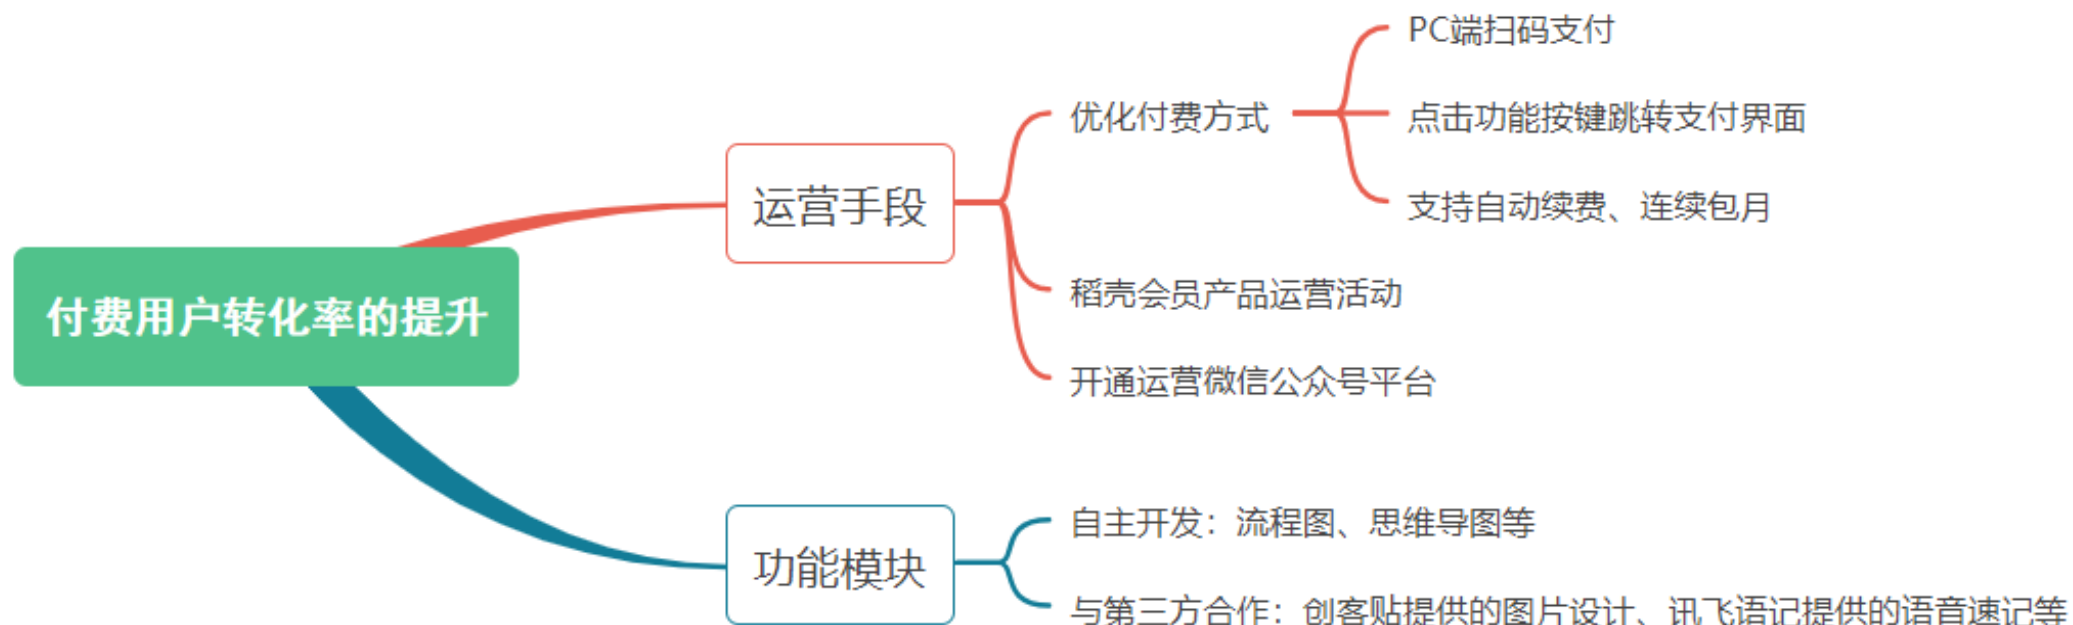 付费用户转化率的提升
运营手段
优化付费方式
PC端扫码支付
点击功能按键跳转支付界面
支持自动续费、连续包月
稻壳会员产品运营活动
开通运营微信公众号平台
功能模块
自主开发：流程图、思维导图等
与第三方合作：创客贴提供的图片设计、讯飞语记提供的语音速记等